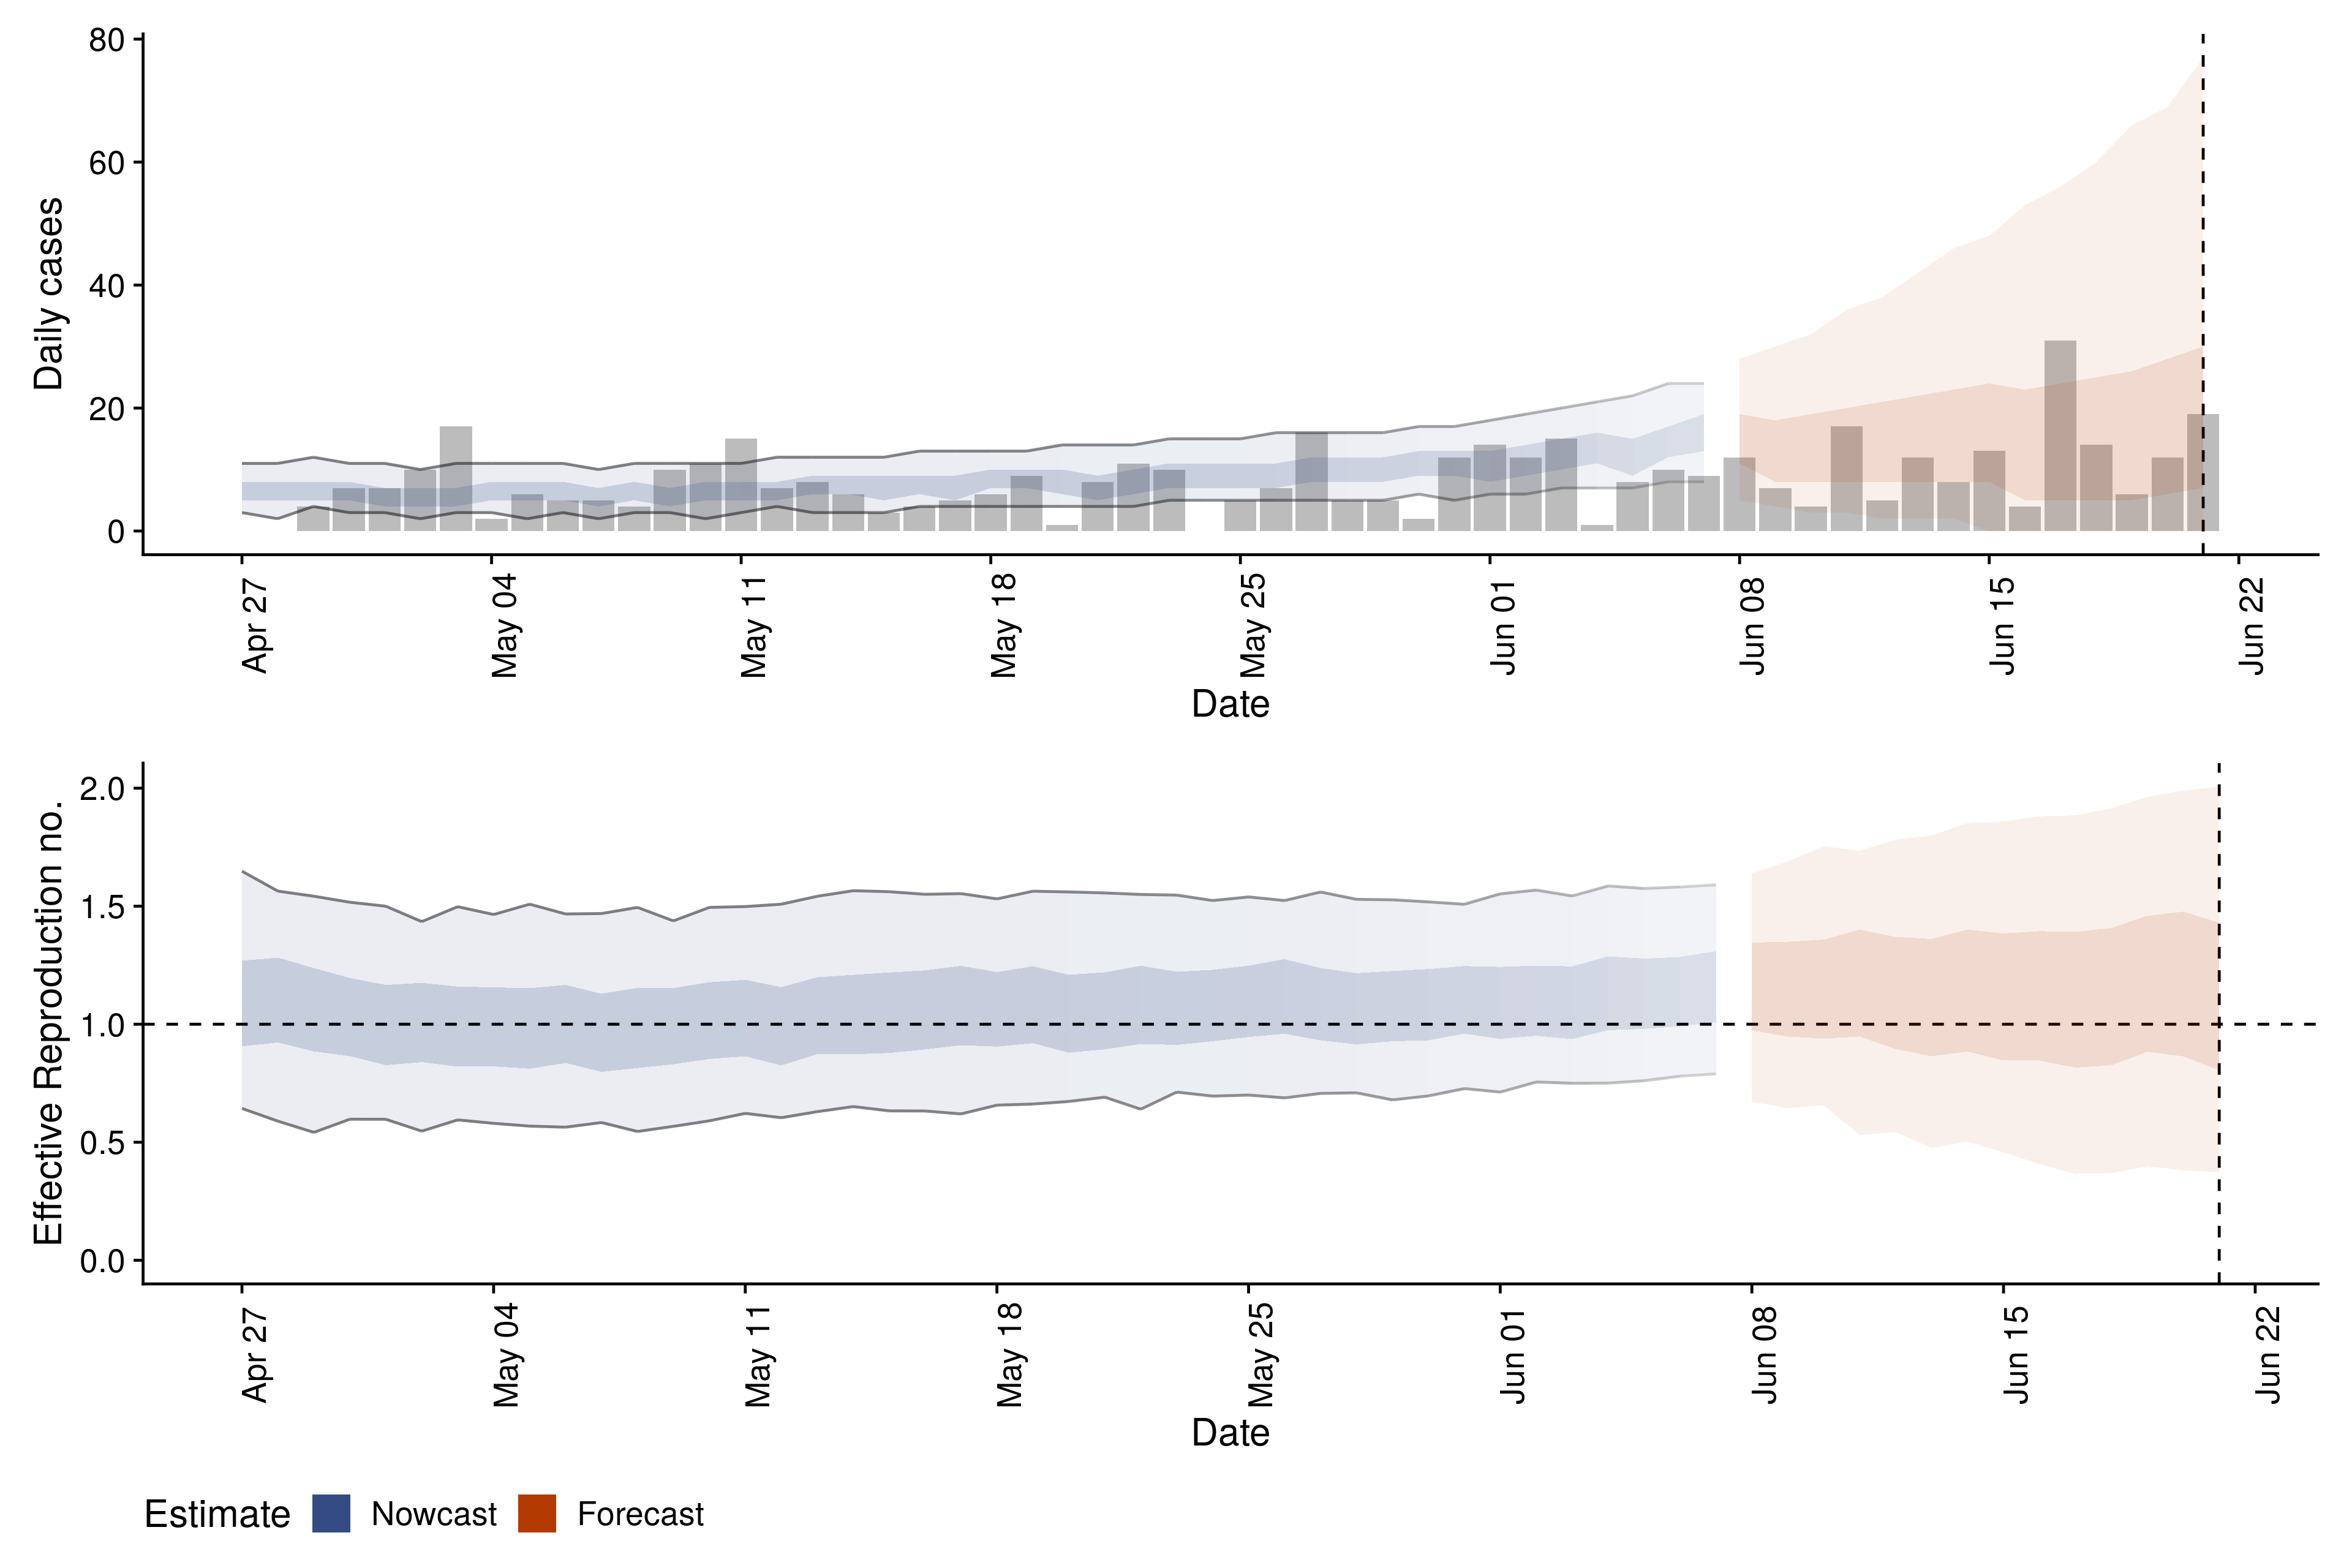 Daily cases
80
60
40
20
0
Apr 27
May 04
May 11
May 18
May 25
Jun 01
Jun 08
Jun 15
Jun 22
Date
Effective Reproduction no.
2.0
1.5
1.0
0.5
0.0
Apr 27
May 04
May 11
May 18
May 25
Jun 01
Jun 08
Jun 15
Jun 22
Date
Estimate Nowcast Forecast